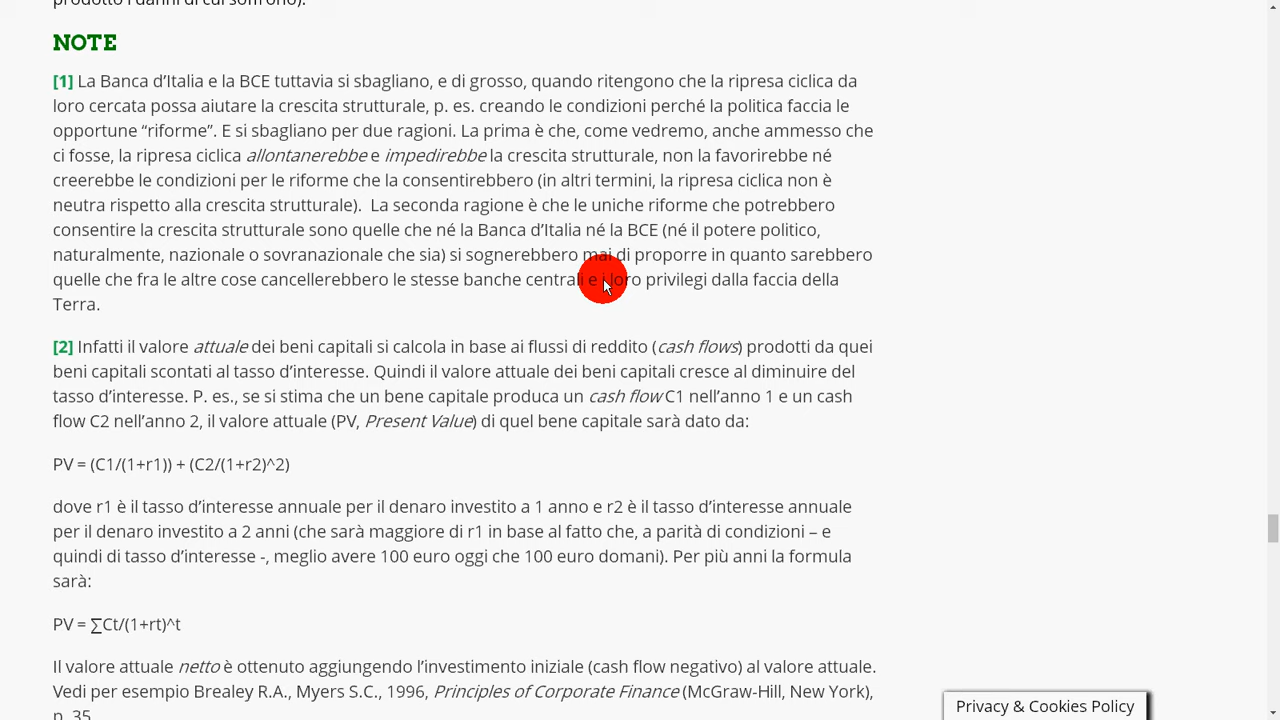 prodotto i danni di cui soffrono).
NOTE
[1] La Banca d’Italia e la BCE tuttavia si sbagliano, e di grosso, quando ritengono che la ripresa ciclica da
loro cercata possa aiutare la crescita strutturale, p. es. creando le condizioni perché la politica faccia le
opportune “riforme”. E si sbagliano per due ragioni. La prima è che, come vedremo, anche ammesso che
ci fosse, la ripresa ciclica allontanerebbe e impedirebbe la crescita strutturale, non la favorirebbe né
creerebbe le condizioni per le riforme che la consentirebbero (in altri termini, la ripresa ciclica non è
neutra rispetto alla crescita strutturale).  La seconda ragione è che le uniche riforme che potrebbero
consentire la crescita strutturale sono quelle che né la Banca d’Italia né la BCE (né il potere politico,
naturalmente, nazionale o sovranazionale che sia) si sognerebbero mai di proporre in quanto sarebbero
quelle che fra le altre cose cancellerebbero le stesse banche centrali e i loro privilegi dalla faccia della
Terra.
[2] Infatti il valore attuale dei beni capitali si calcola in base ai flussi di reddito (cash flows) prodotti da quei
beni capitali scontati al tasso d’interesse. Quindi il valore attuale dei beni capitali cresce al diminuire del
tasso d’interesse. P. es., se si stima che un bene capitale produca un cash flow C1 nell’anno 1 e un cash
flow C2 nell’anno 2, il valore attuale (PV, Present Value) di quel bene capitale sarà dato da:
PV = (C1/(1+r1)) + (C2/(1+r2)^2)
dove r1 è il tasso d’interesse annuale per il denaro investito a 1 anno e r2 è il tasso d’interesse annuale
per il denaro investito a 2 anni (che sarà maggiore di r1 in base al fatto che, a parità di condizioni – e
quindi di tasso d’interesse -, meglio avere 100 euro oggi che 100 euro domani). Per più anni la formula
sarà:
PV = ∑Ct/(1+rt)^t
Il valore attuale netto è ottenuto aggiungendo l’investimento iniziale (cash flow negativo) al valore attuale.
Vedi per esempio Brealey R.A., Myers S.C., 1996, Principles of Corporate Finance (McGraw-Hill, New York),
p. 35.
Privacy & Cookies Policy